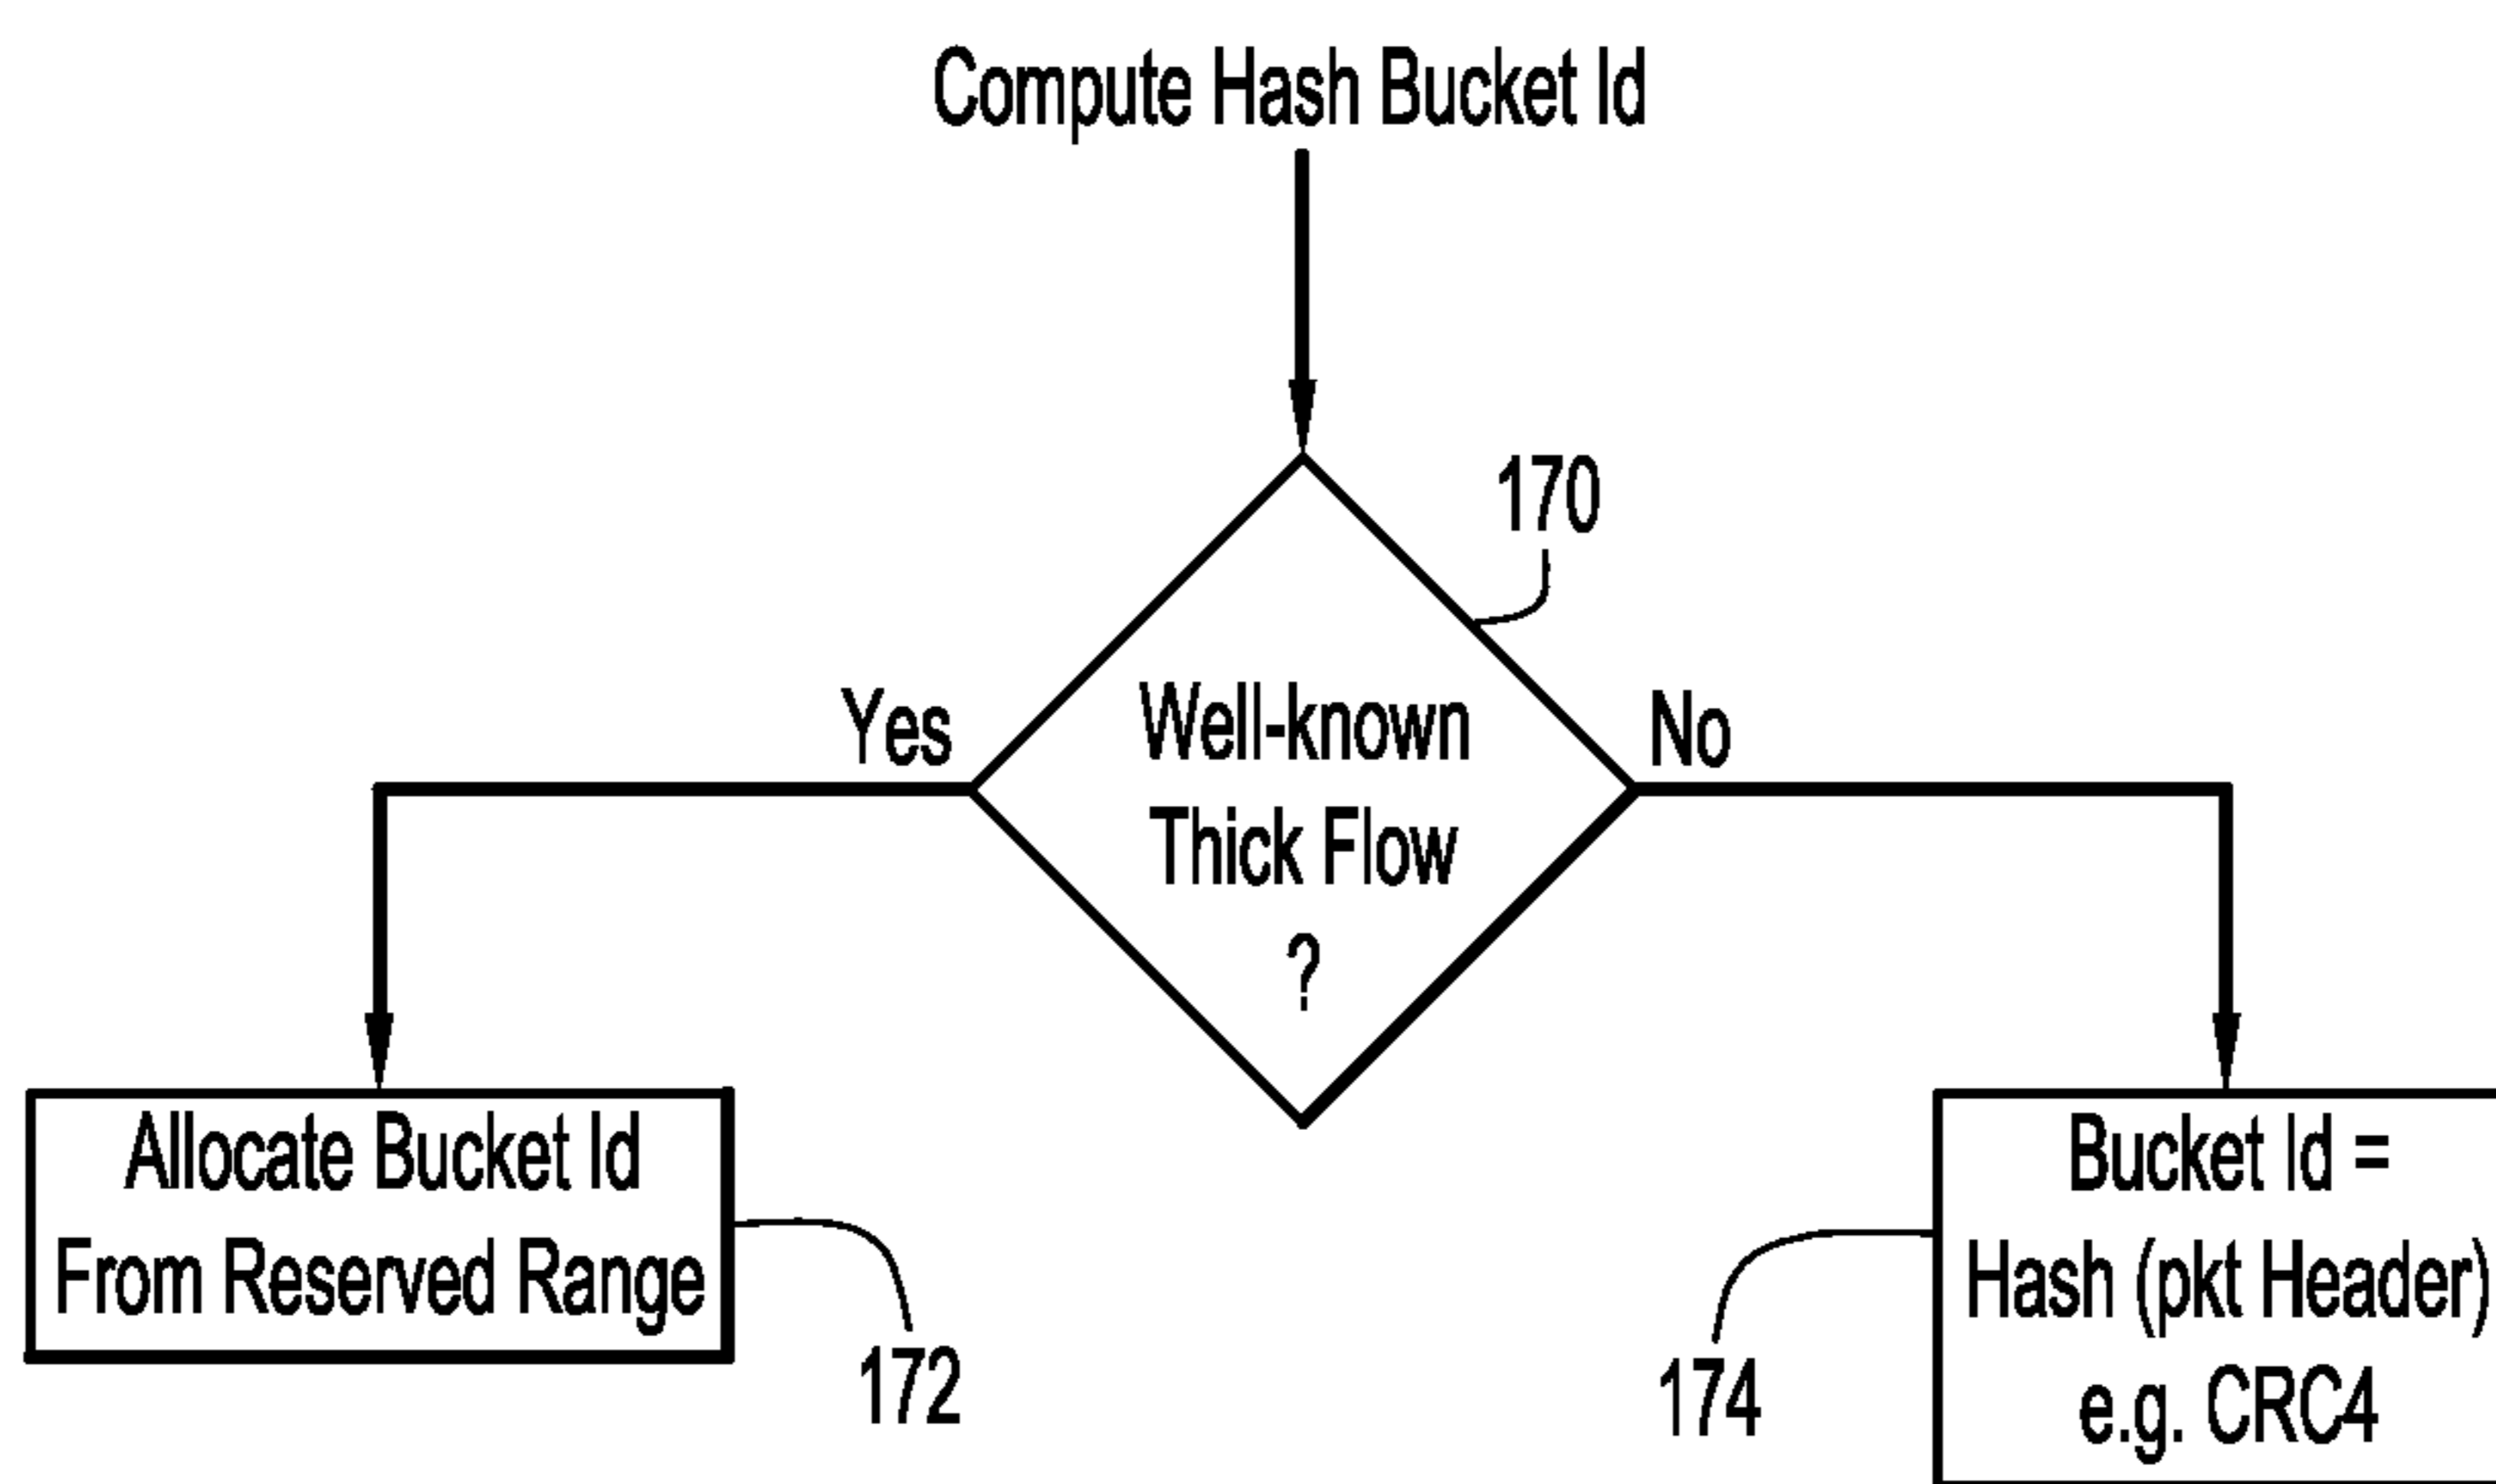 Compute Hash Bucket Id
170
Yes
Well-known
No
Thick Flow
?
Allocate Bucket Id
From Reserved Range
172
Bucket Id =
Hash (pkt Header)
e.g. CRC4
174